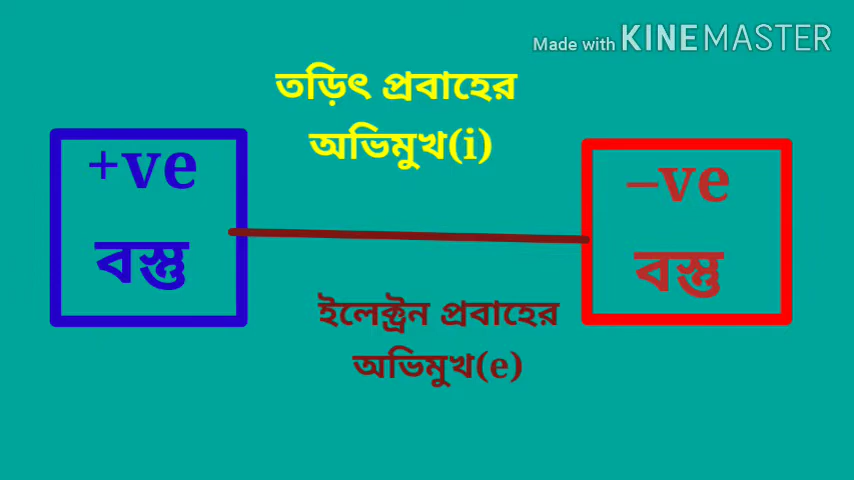 Made with KINEMASTER
তড়িৎ প্রবাহের
অভিমুখ(i)
+ve
বস্তু
–ve
বস্তু
ইলেক্ট্রন প্রবাহের
অভিমুখ(e)